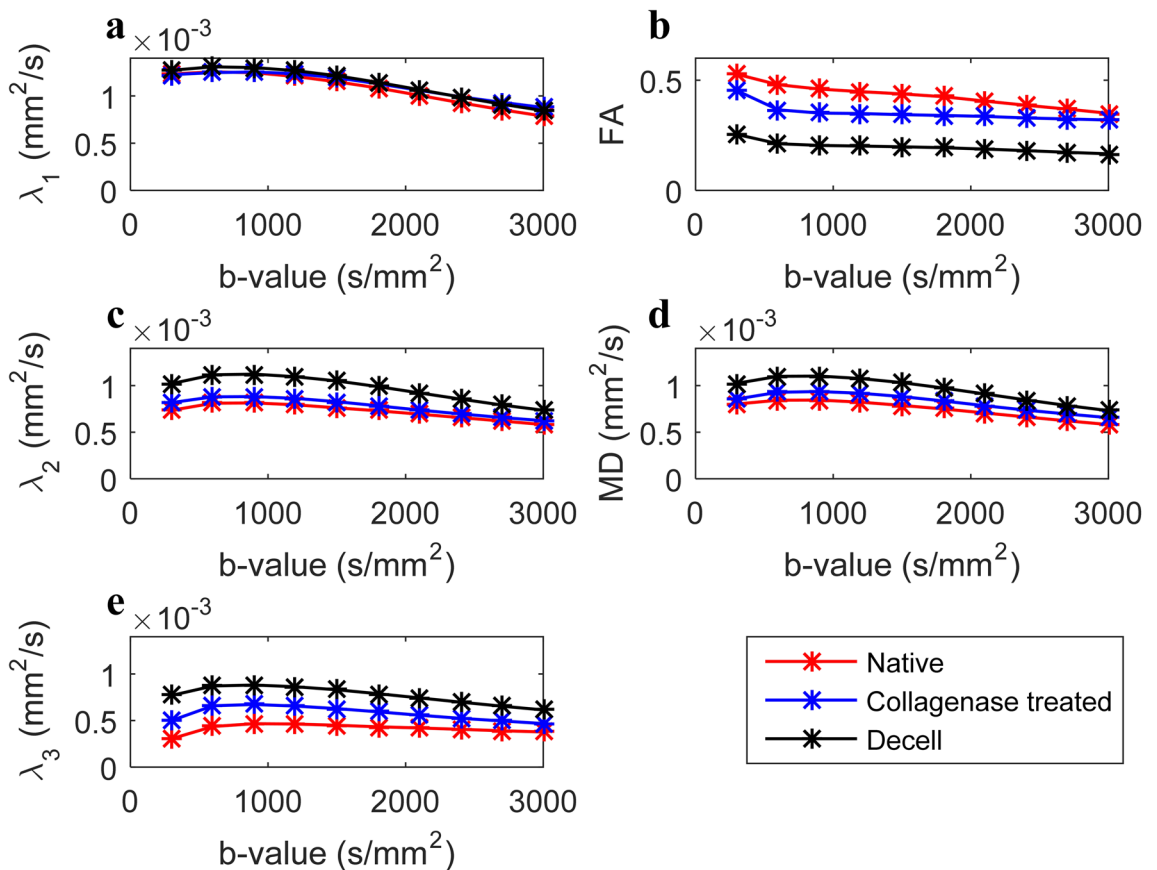 a
×10⁻³
1
0.5
0
λ₁ (mm²/s)
0 1000 2000 3000
b-value (s/mm²)
b
0.5
0
FA
0 1000 2000 3000
b-value (s/mm²)
c
×10⁻³
1
0.5
0
λ₂ (mm²/s)
0 1000 2000 3000
b-value (s/mm²)
d
×10⁻³
1
0.5
0
MD (mm²/s)
0 1000 2000 3000
b-value (s/mm²)
e
×10⁻³
1
0.5
0
λ₃ (mm²/s)
0 1000 2000 3000
b-value (s/mm²)
Native
Collagenase treated
Decell